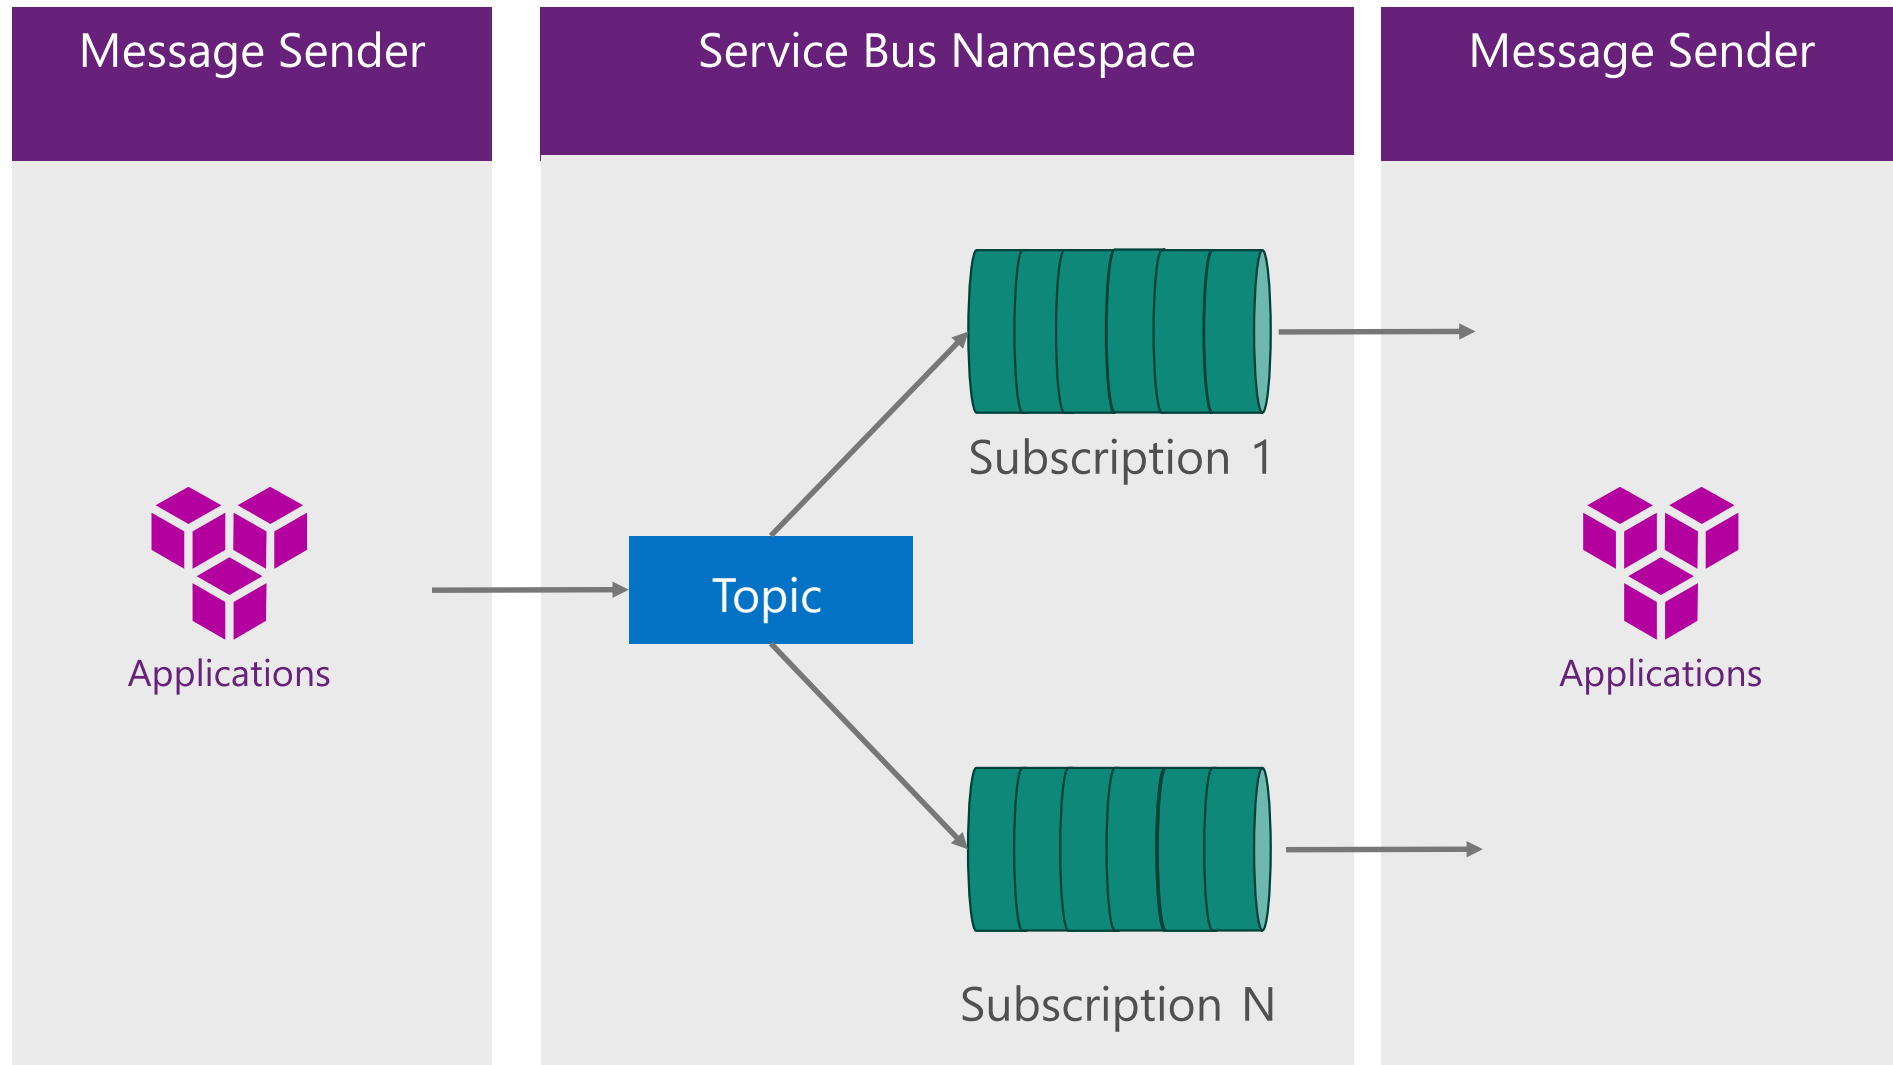 Message Sender
Service Bus Namespace
Message Sender
Subscription 1
Topic
Applications
Applications
Subscription N